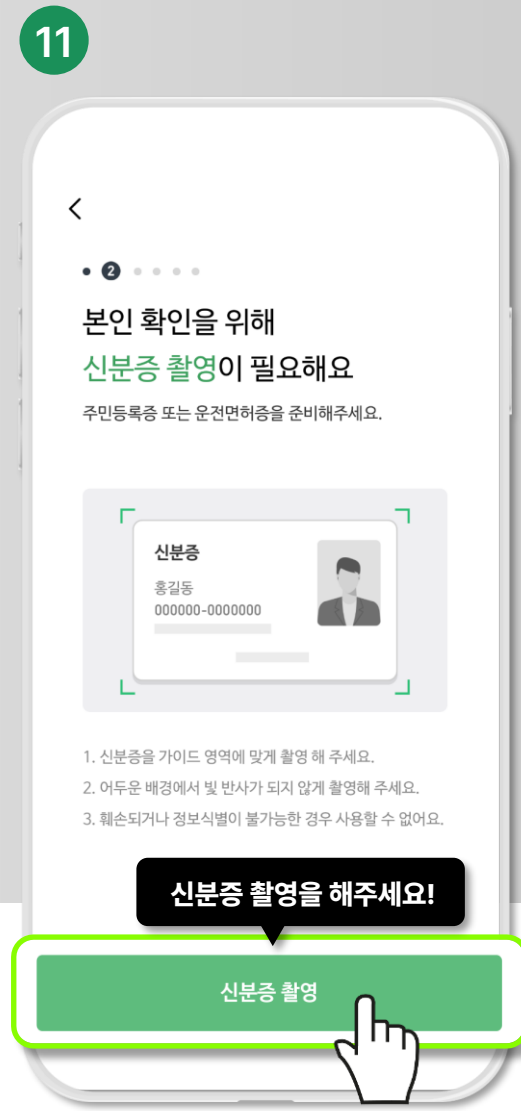 11
2
본인 확인을 위해
신분증 촬영이 필요해요
주민등록증 또는 운전면허증을 준비해주세요.
신분증
홍길동
000000-0000000
1. 신분증을 가이드 영역에 맞게 촬영 해 주세요.
2. 어두운 배경에서 빛 반사가 되지 않게 촬영해 주세요.
3. 훼손되거나 정보식별이 불가능한 경우 사용할 수 없어요.
신분증 촬영을 해주세요!
신분증 촬영